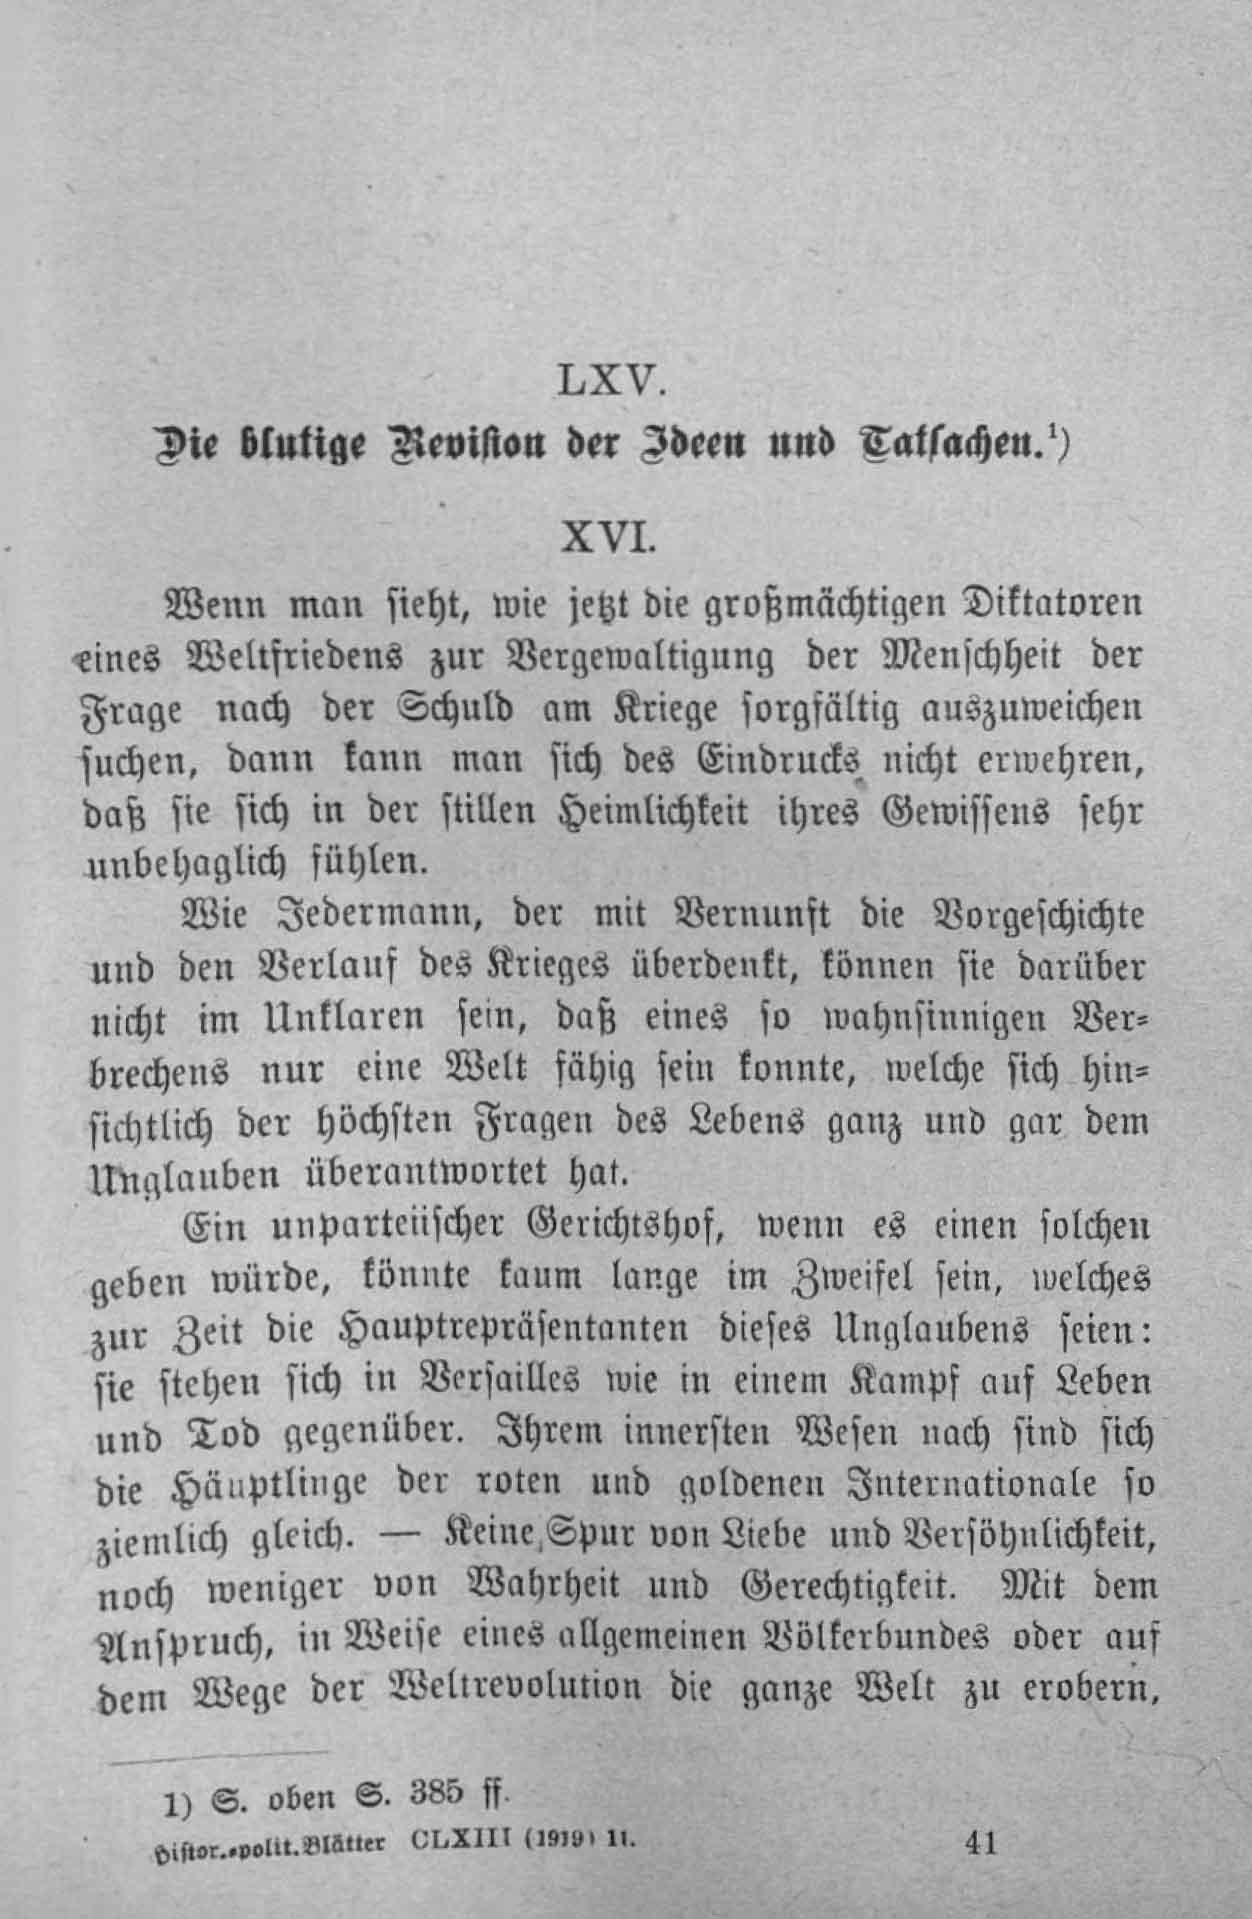 LXV.
Die blutige Revision der Ideen und Tatsachen.¹)
XVI.
Wenn man sieht, wie jetzt die großmächtigen Diktatoren
eines Weltfriedens zur Vergewaltigung der Menschheit der
Frage nach der Schuld am Kriege sorgfältig auszuweichen
suchen, dann kann man sich des Eindrucks nicht erwehren,
daß sie sich in der stillen Heimlichkeit ihres Gewissens sehr
unbehaglich fühlen.
Wie Jedermann, der mit Vernunft die Vorgeschichte
und den Verlauf des Krieges überdenkt, können sie darüber
nicht im Unklaren sein, daß eines so wahnsinnigen Ver-
brechens nur eine Welt fähig sein konnte, welche sich hin-
sichtlich der höchsten Fragen des Lebens ganz und gar dem
Unglauben überantwortet hat.
Ein unparteiischer Gerichtshof, wenn es einen solchen
geben würde, könnte kaum lange im Zweifel sein, welches
zur Zeit die Hauptrepräsentanten dieses Unglaubens seien:
sie stehen sich in Versailles wie in einem Kampf auf Leben
und Tod gegenüber. Ihrem innersten Wesen nach sind sich
die Häuptlinge der roten und goldenen Internationale so
ziemlich gleich. — Keine Spur von Liebe und Versöhnlichkeit,
noch weniger von Wahrheit und Gerechtigkeit. Mit dem
Anspruch, in Weise eines allgemeinen Völkerbundes oder auf
dem Wege der Weltrevolution die ganze Welt zu erobern,
1) S. oben S. 385 ff.
Histor.-polit. Blätter CLXIII (1919) 11. 41